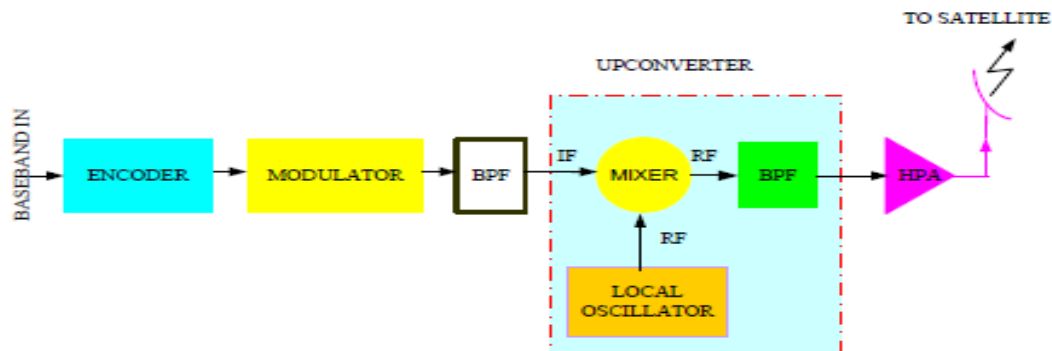 TO SATELLITE
UPCONVERTER
BASEBAND IN
ENCODER
MODULATOR
BPF
IF
MIXER
RF
BPF
HPA
RF
LOCAL
OSCILLATOR